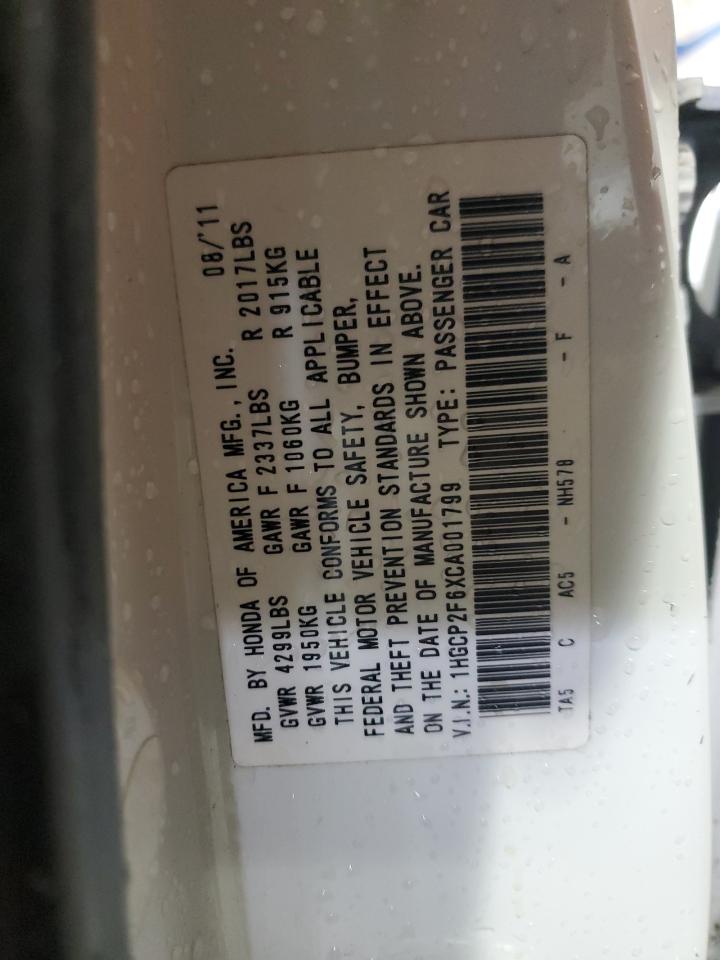 MFD. BY HONDA OF AMERICA MFG., INC. 08/'11
GVWR 4299LBS GAWR F 2337LBS R 2017LBS
GVWR 1950KG GAWR F 1060KG R 915KG
THIS VEHICLE CONFORMS TO ALL APPLICABLE
FEDERAL MOTOR VEHICLE SAFETY, BUMPER,
AND THEFT PREVENTION STANDARDS IN EFFECT
ON THE DATE OF MANUFACTURE SHOWN ABOVE.
V.I.N.: 1HGCP2F6XCA001799 TYPE: PASSENGER CAR
TA5 C AC5 - NH578 - F - A